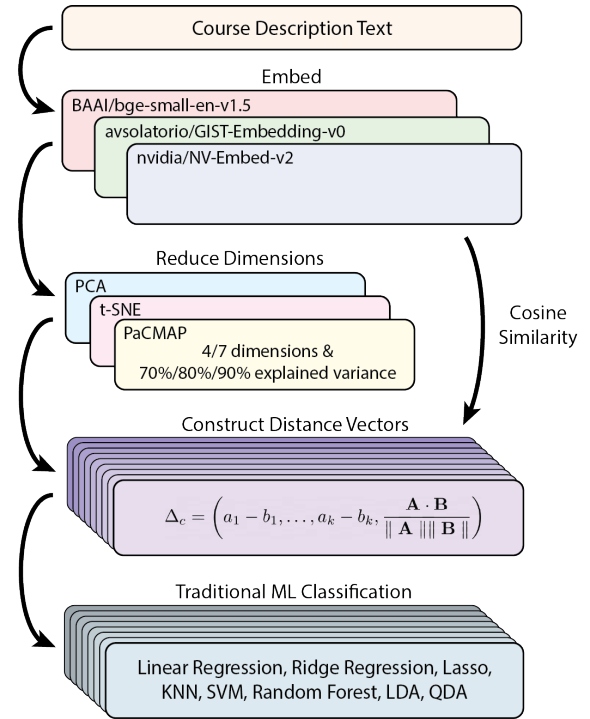 Course Description Text
Embed
BAAI/bge-small-en-v1.5
avsolatorio/GIST-Embedding-v0
nvidia/NV-Embed-v2
Reduce Dimensions
PCA
t-SNE
PaCMAP
4/7 dimensions &
70%/80%/90% explained variance
Cosine
Similarity
Construct Distance Vectors
Δ_c = (a_1 − b_1, . . . , a_k − b_k, A · B / ‖ A ‖‖ B ‖)
Traditional ML Classification
Linear Regression, Ridge Regression, Lasso,
KNN, SVM, Random Forest, LDA, QDA